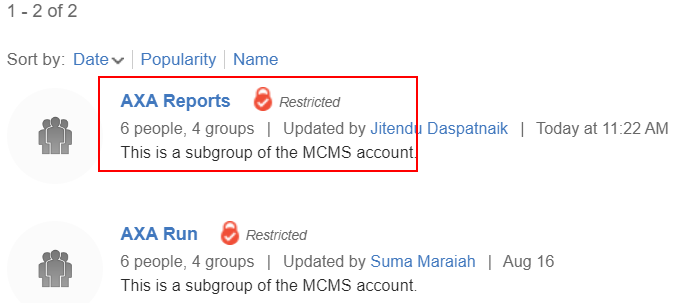 1 - 2 of 2
Sort by: Date | Popularity | Name
AXA Reports Restricted
6 people, 4 groups | Updated by Jitendu Daspatnaik | Today at 11:22 AM
This is a subgroup of the MCMS account.
AXA Run Restricted
6 people, 4 groups | Updated by Suma Maraiah | Aug 16
This is a subgroup of the MCMS account.